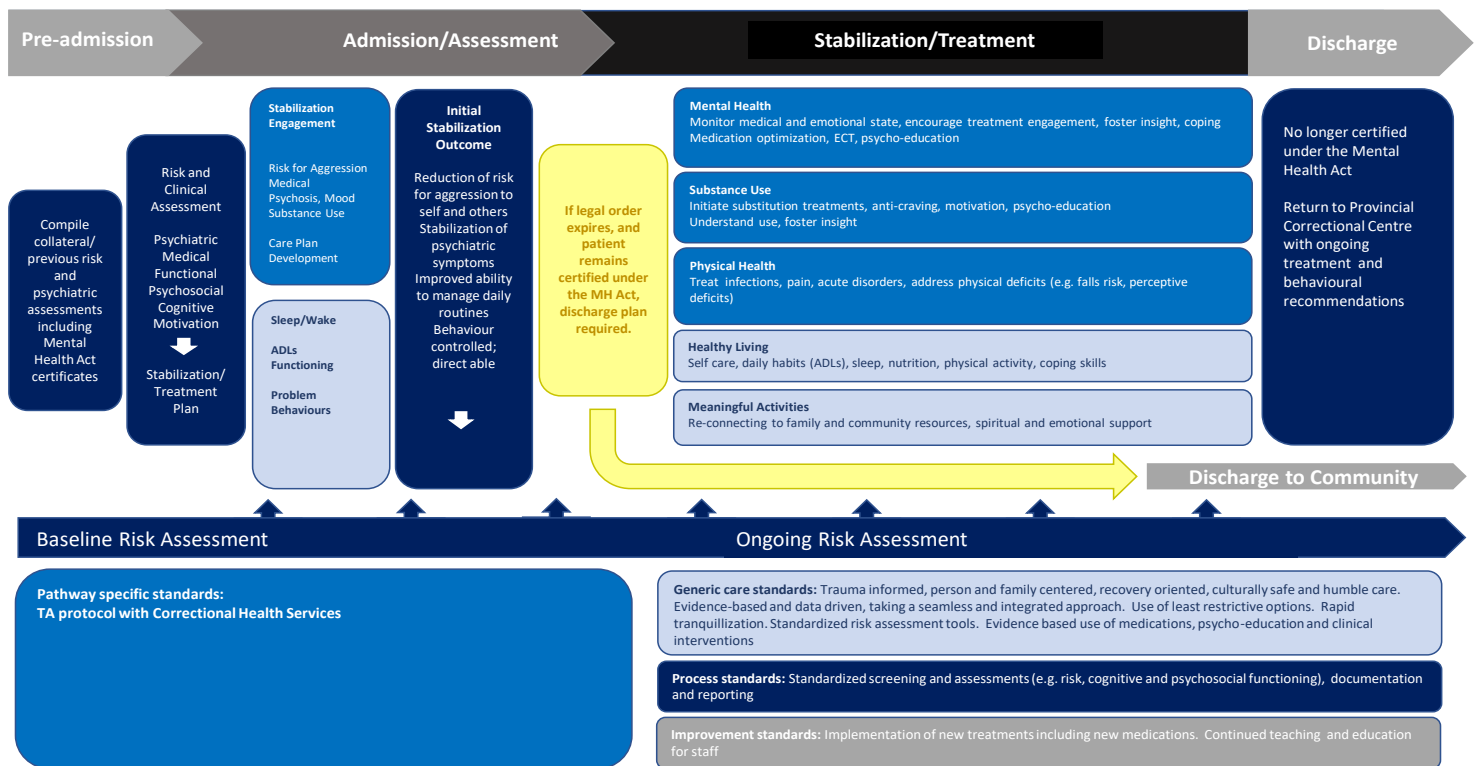 Pre-admission
Admission/Assessment
Stabilization/Treatment
Discharge
Compile
collateral/
previous risk
and
psychiatric
assessments
including
Mental
Health Act
certificates
Risk and
Clinical
Assessment
Psychiatric
Medical
Functional
Psychosocial
Cognitive
Motivation
Stabilization/
Treatment
Plan
Stabilization
Engagement
Risk for Aggression
Medical
Psychosis, Mood
Substance Use
Care Plan
Development
Sleep/Wake
ADLs
Functioning
Problem
Behaviours
Initial
Stabilization
Outcome
Reduction of risk
for aggression to
self and others
Stabilization of
psychiatric
symptoms
Improved ability
to manage daily
routines
Behaviour
controlled;
direct able
If legal order
expires, and
patient
remains
certified under
the MH Act,
discharge plan
required.
Mental Health
Monitor medical and emotional state, encourage treatment engagement, foster insight, coping
Medication optimization, ECT, psycho-education
Substance Use
Initiate substitution treatments, anti-craving, motivation, psycho-education
Understand use, foster insight
Physical Health
Treat infections, pain, acute disorders, address physical deficits (e.g. falls risk, perceptive
deficits)
Healthy Living
Self care, daily habits (ADLs), sleep, nutrition, physical activity, coping skills
Meaningful Activities
Re-connecting to family and community resources, spiritual and emotional support
No longer certified
under the Mental
Health Act
Return to Provincial
Correctional Centre
with ongoing
treatment and
behavioural
recommendations
Discharge to Community
Baseline Risk Assessment
Ongoing Risk Assessment
Pathway specific standards:
TA protocol with Correctional Health Services
Generic care standards: Trauma informed, person and family centered, recovery oriented, culturally safe and humble care.
Evidence-based and data driven, taking a seamless and integrated approach. Use of least restrictive options. Rapid
tranquillization. Standardized risk assessment tools. Evidence based use of medications, psycho-education and clinical
interventions
Process standards: Standardized screening and assessments (e.g. risk, cognitive and psychosocial functioning), documentation
and reporting
Improvement standards: Implementation of new treatments including new medications. Continued teaching and education
for staff